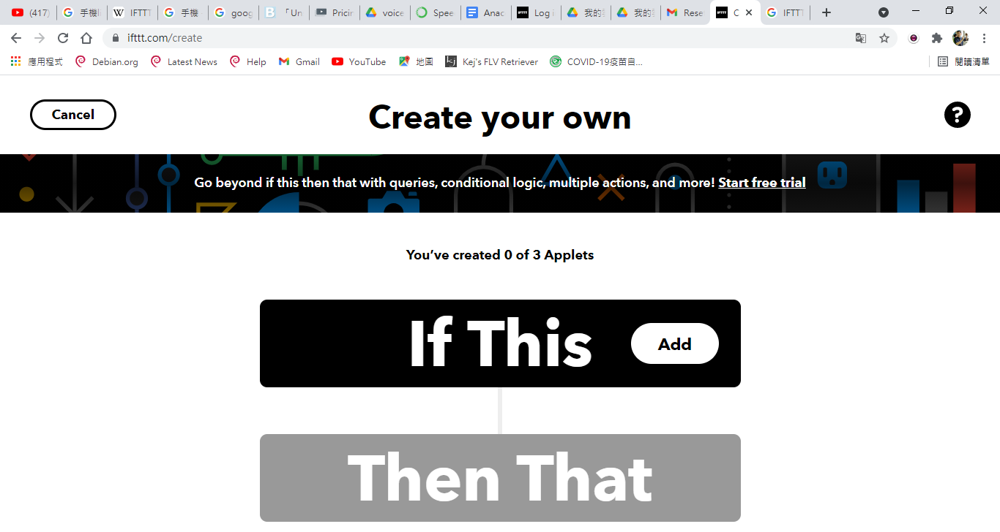 (417) 手機 IFTTT 手機 goog 「Un Pricin voice Spee Anac Log i 我的 我的 Rese C IFTTT
ifttt.com/create
應用程式 Debian.org Latest News Help Gmail YouTube 地圖 Kej's FLV Retriever COVID-19疫苗自... 閱讀清單
Cancel Create your own ?
Go beyond if this then that with queries, conditional logic, multiple actions, and more! Start free trial
You've created 0 of 3 Applets
If This Add
Then That